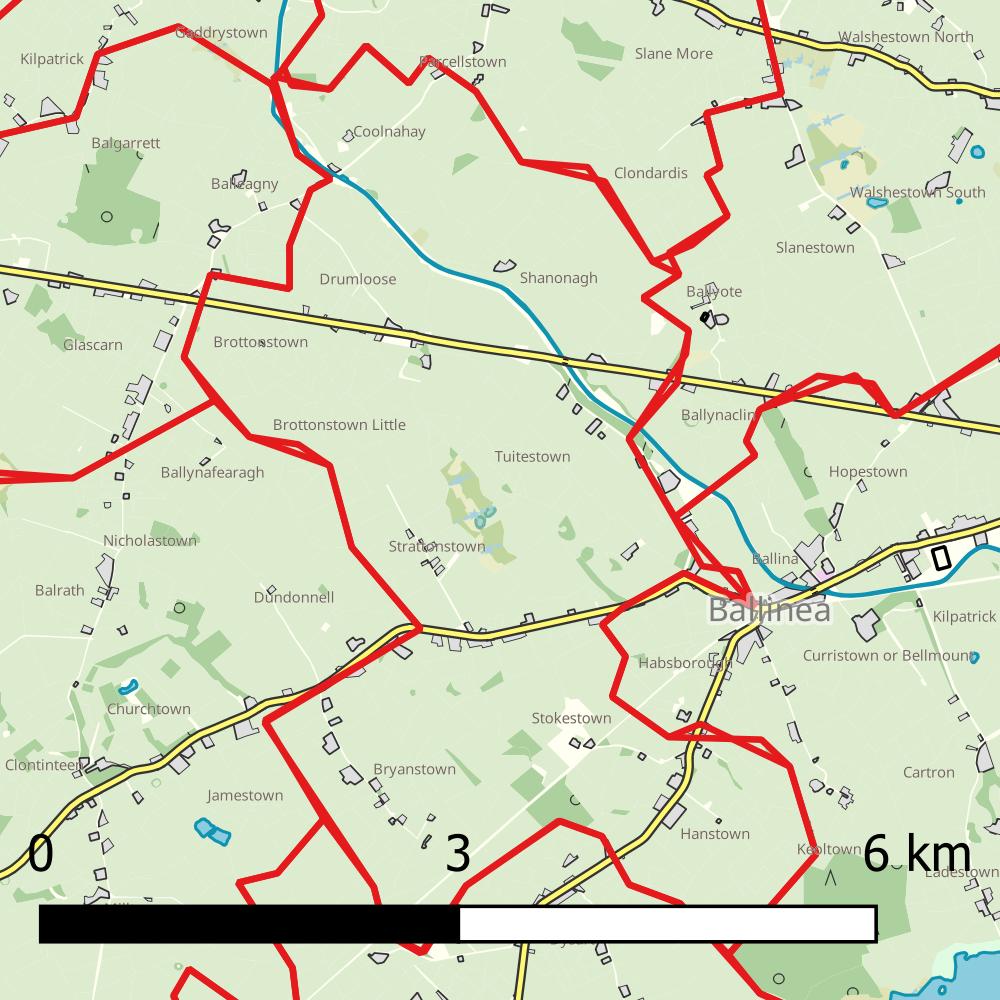 Gaddrystown
Walshestown North
Kilpatrick
Slane More
Parcellstown
Coolnahay
Balgarrett
Clondardis
Balleagny
Walshestown South
Slanestown
Drumloose
Shanonagh
Ballyote
Glascarn
Brottonstown
Ballynaclin
Brottonstown Little
Tuitestown
Ballynafearagh
Hopestown
Nicholastown
Strattonstown
Ballina
Balrath
Dundonnell
Ballinea
Kilpatrick
Habsborough
Curristown or Bellmount
Churchtown
Stokestown
Clontinteen
Bryanstown
Cartron
Jamestown
Hanstown
Keoltown
0 3 6 km
Ladestown